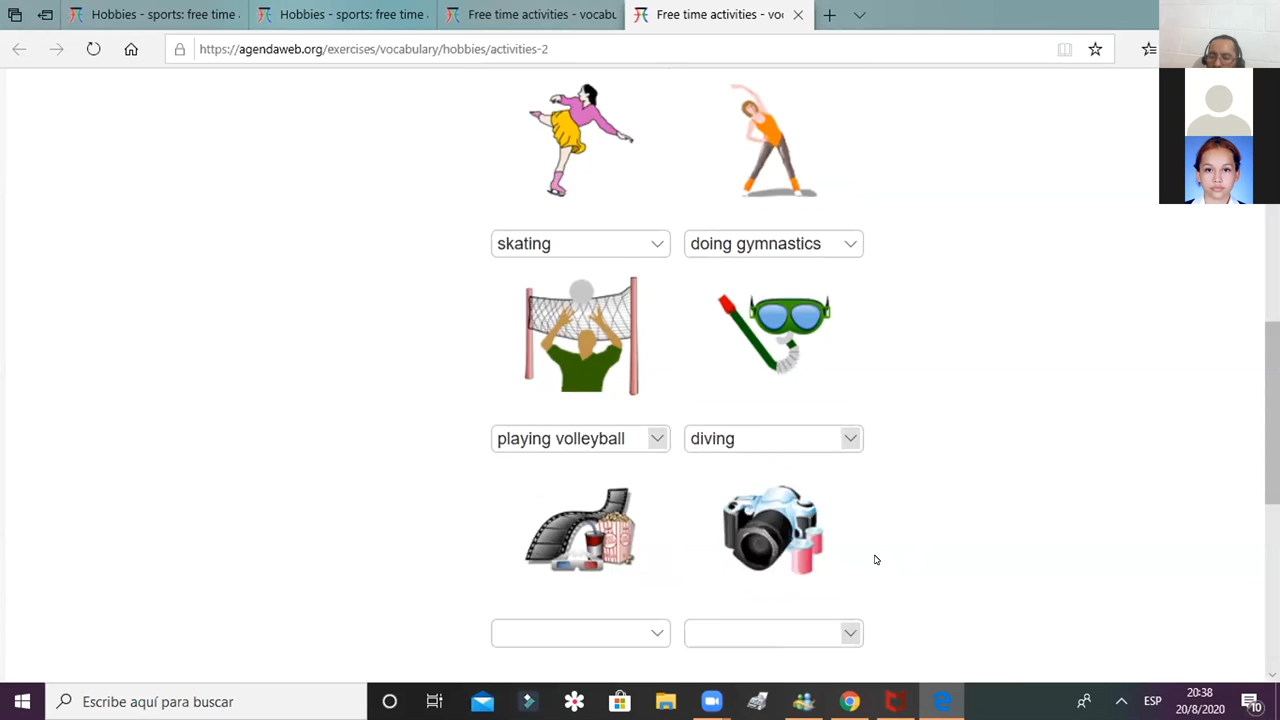 Hobbies - sports: free time
Hobbies - sports: free time
Free time activities - vocabu
Free time activities - voc
https://agendaweb.org/exercises/vocabulary/hobbies/activities-2
skating
doing gymnastics
playing volleyball
diving
Escribe aquí para buscar
ESP
20:38
20/8/2020
10